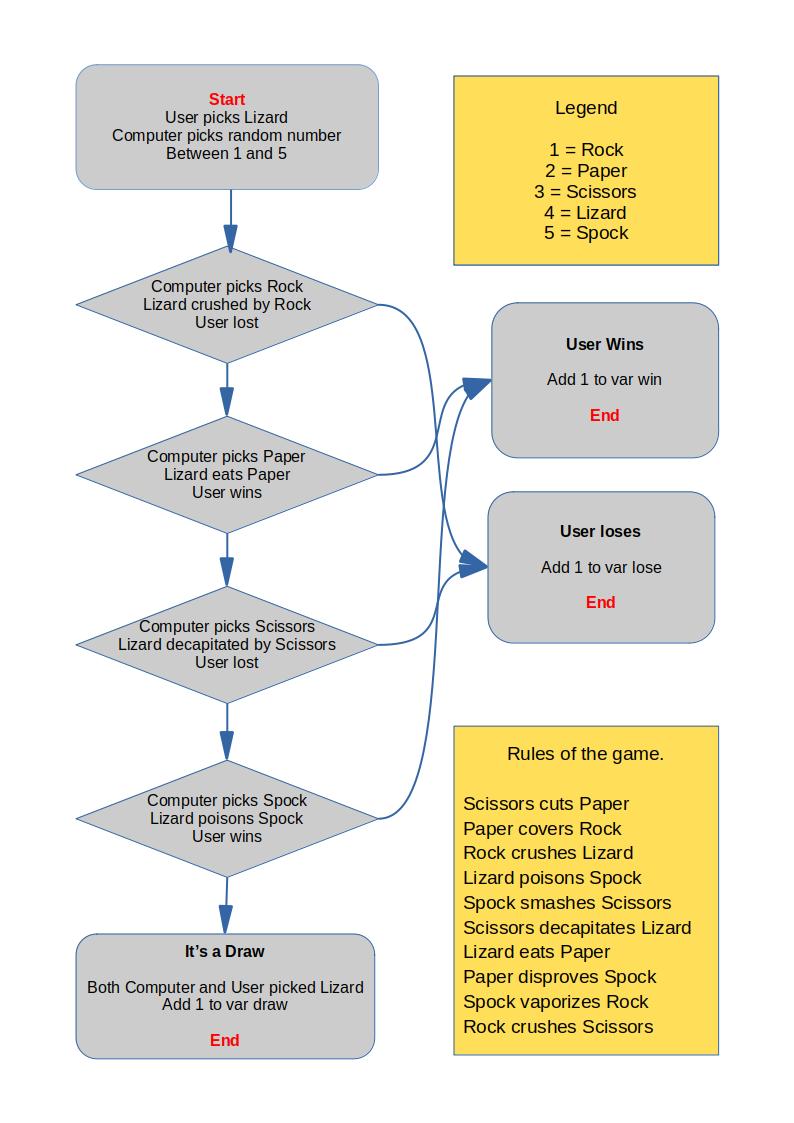 Start
User picks Lizard
Computer picks random number
Between 1 and 5
Legend
1 = Rock
2 = Paper
3 = Scissors
4 = Lizard
5 = Spock
Computer picks Rock
Lizard crushed by Rock
User lost
User Wins
Add 1 to var win
End
Computer picks Paper
Lizard eats Paper
User wins
User loses
Add 1 to var lose
End
Computer picks Scissors
Lizard decapitated by Scissors
User lost
Computer picks Spock
Lizard poisons Spock
User wins
Rules of the game.
Scissors cuts Paper
Paper covers Rock
Rock crushes Lizard
Lizard poisons Spock
Spock smashes Scissors
Scissors decapitates Lizard
Lizard eats Paper
Paper disproves Spock
Spock vaporizes Rock
Rock crushes Scissors
It’s a Draw
Both Computer and User picked Lizard
Add 1 to var draw
End